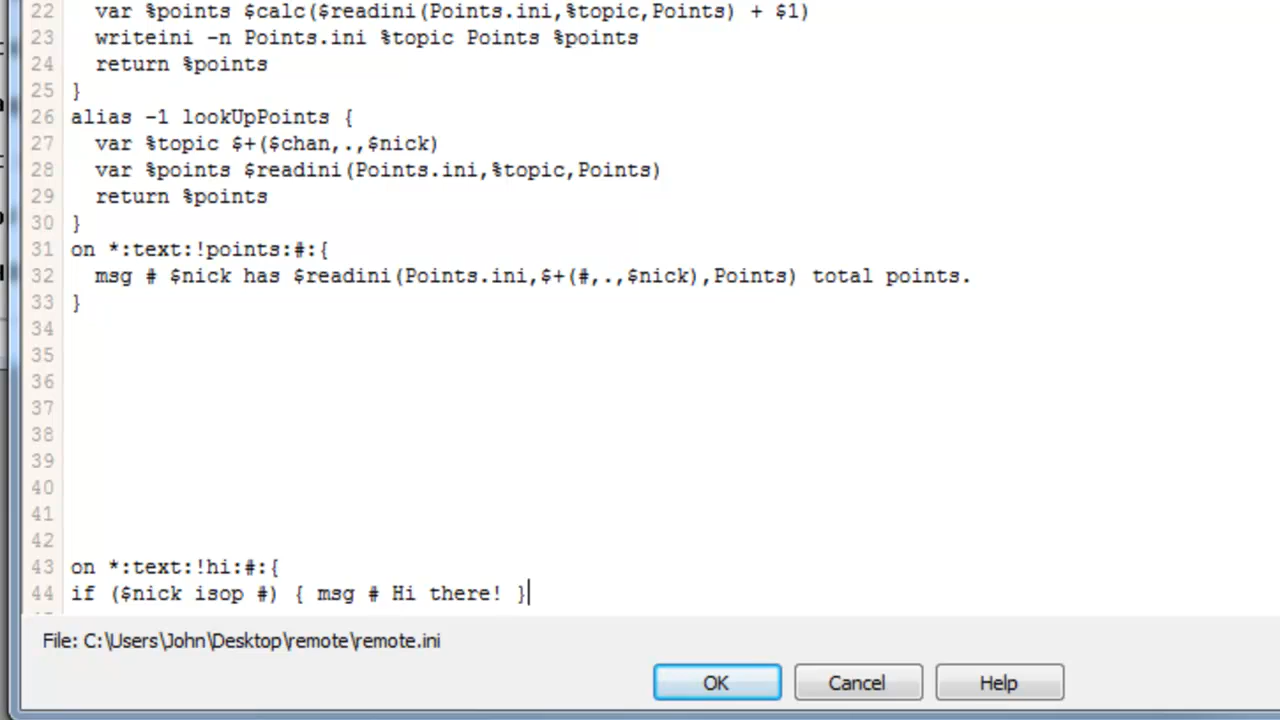 22 var %points $calc($readini(Points.ini,%topic,Points) + $1)
23 writeini -n Points.ini %topic Points %points
24 return %points
25 }
26 alias -1 lookUpPoints {
27 var %topic $+($chan,.,$nick)
28 var %points $readini(Points.ini,%topic,Points)
29 return %points
30 }
31 on *:text:!points:#:{
32 msg # $nick has $readini(Points.ini,$+(#,.,$nick),Points) total points.
33 }
34
35
36
37
38
39
40
41
42
43 on *:text:!hi:#:{
44 if ($nick isop #) { msg # Hi there! }
File: C:\Users\John\Desktop\remote\remote.ini
OK Cancel Help